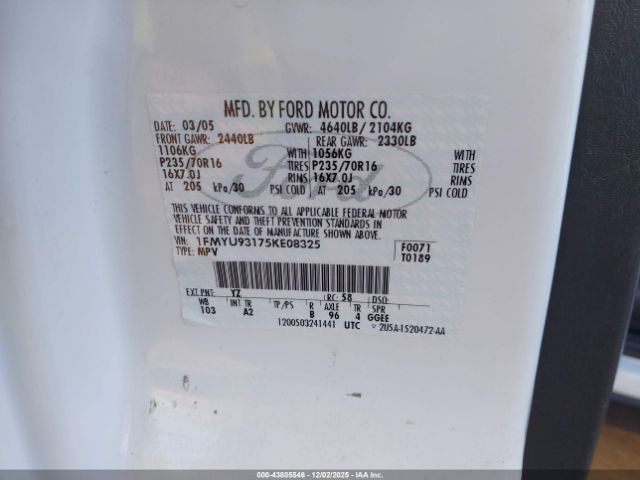 MFD. BY FORD MOTOR CO.
DATE: 03/05 GVWR: 4640LB/2104KG
FRONT GAWR: 2440LB REAR GAWR: 2330LB
1106KG WITH 1056KG WITH
P235/70R16 TIRES P235/70R16 TIRES
16X7.0J RIMS 16X7.0J RIMS
AT 205 kPa/30 PSI COLD AT 205 kPa/30 PSI COLD
THIS VEHICLE CONFORMS TO ALL APPLICABLE FEDERAL MOTOR
VEHICLE SAFETY AND THEFT PREVENTION STANDARDS
IN EFFECT ON THE DATE OF MANUFACTURE SHOWN ABOVE.
VIN: 1FMYU93175KE08325 F0071
TYPE: MPV T0189
Ford
EXT PNT: YZ RC: 58 DSO:
WB INT TR TP/PS R AXLE TR SPR
103 A2 B 96 4 GGEE
1200503241441 UTC 2U5A-1520472-AA
000-43805546 - 12/02/2025 - IAA Inc.